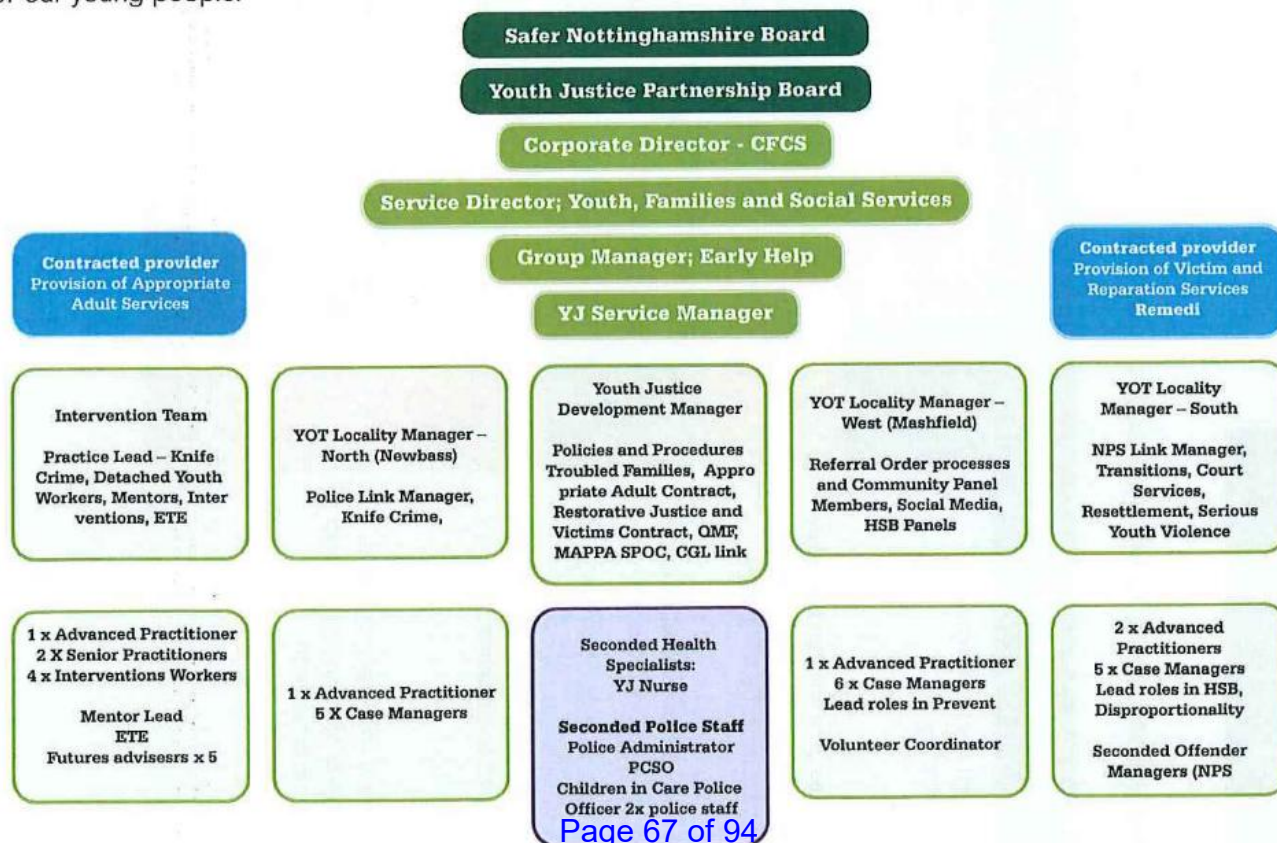 or our young people.
Safer Nottinghamshire Board
Youth Justice Partnership Board
Corporate Director - CFCS
Service Director; Youth, Families and Social Services
Group Manager; Early Help
YJ Service Manager
Contracted provider
Provision of Appropriate
Adult Services
Contracted provider
Provision of Victim and
Reparation Services
Remedi
Intervention Team
Practice Lead – Knife
Crime, Detached Youth
Workers, Mentors, Inter
ventions, ETE
YOT Locality Manager –
North (Newbass)
Police Link Manager,
Knife Crime,
Youth Justice
Development Manager
Policies and Procedures
Troubled Families, Appro
priate Adult Contract,
Restorative Justice and
Victims Contract, QMF,
MAPPA SPOC, CGL link
YOT Locality Manager –
West (Mashfield)
Referral Order processes
and Community Panel
Members, Social Media,
HSB Panels
YOT Locality
Manager – South
NPS Link Manager,
Transitions, Court
Services,
Resettlement, Serious
Youth Violence
1 x Advanced Practitioner
2 X Senior Practitioners
4 x Interventions Workers
Mentor Lead
ETE
Futures advisesrs x 5
1 x Advanced Practitioner
5 X Case Managers
Seconded Health
Specialists:
YJ Nurse
Seconded Police Staff
Police Administrator
PCSO
Children in Care Police
Officer 2x police staff
1 x Advanced Practitioner
6 x Case Managers
Lead roles in Prevent
Volunteer Coordinator
2 x Advanced
Practitioners
5 x Case Managers
Lead roles in HSB,
Disproportionality
Seconded Offender
Managers (NPS
Page 67 of 94